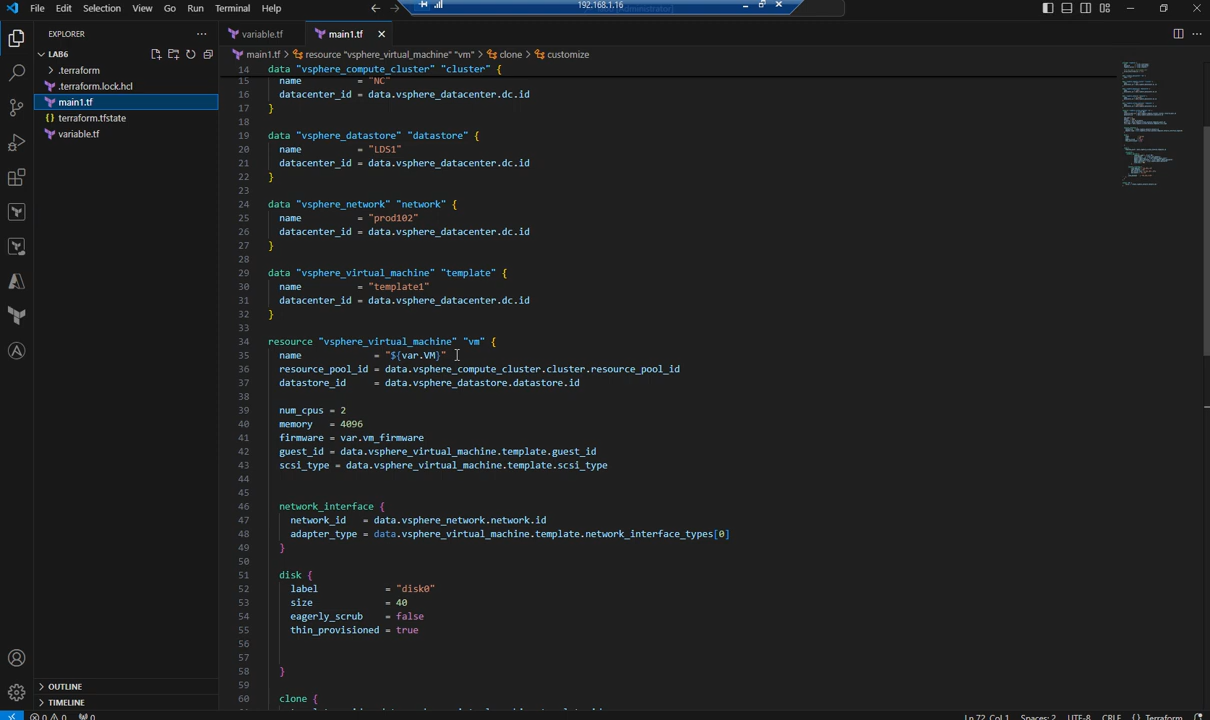 File Edit Selection View Go Run Terminal Help
192.168.1.16
EXPLORER
variable.tf
main1.tf
LAB6
main1.tf > resource "vsphere_virtual_machine" "vm" > clone > customize
.terraform
.terraform.lock.hcl
main1.tf
terraform.tfstate
variable.tf
14 data "vsphere_compute_cluster" "cluster" {
15 name = "NC"
16 datacenter_id = data.vsphere_datacenter.dc.id
17 }
18
19 data "vsphere_datastore" "datastore" {
20 name = "LDS1"
21 datacenter_id = data.vsphere_datacenter.dc.id
22 }
23
24 data "vsphere_network" "network" {
25 name = "prod102"
26 datacenter_id = data.vsphere_datacenter.dc.id
27 }
28
29 data "vsphere_virtual_machine" "template" {
30 name = "template1"
31 datacenter_id = data.vsphere_datacenter.dc.id
32 }
33
34 resource "vsphere_virtual_machine" "vm" {
35 name = "${var.VM}"
36 resource_pool_id = data.vsphere_compute_cluster.cluster.resource_pool_id
37 datastore_id = data.vsphere_datastore.datastore.id
38
39 num_cpus = 2
40 memory = 4096
41 firmware = var.vm_firmware
42 guest_id = data.vsphere_virtual_machine.template.guest_id
43 scsi_type = data.vsphere_virtual_machine.template.scsi_type
44
45
46 network_interface {
47 network_id = data.vsphere_network.network.id
48 adapter_type = data.vsphere_virtual_machine.template.network_interface_types[0]
49 }
50
51 disk {
52 label = "disk0"
53 size = 40
54 eagerly_scrub = false
55 thin_provisioned = true
56
57
58 }
59
60 clone {
OUTLINE
TIMELINE
0 0 0 Ln 72, Col 1 Spaces: 2 UTF-8 CRLF {} Terraform